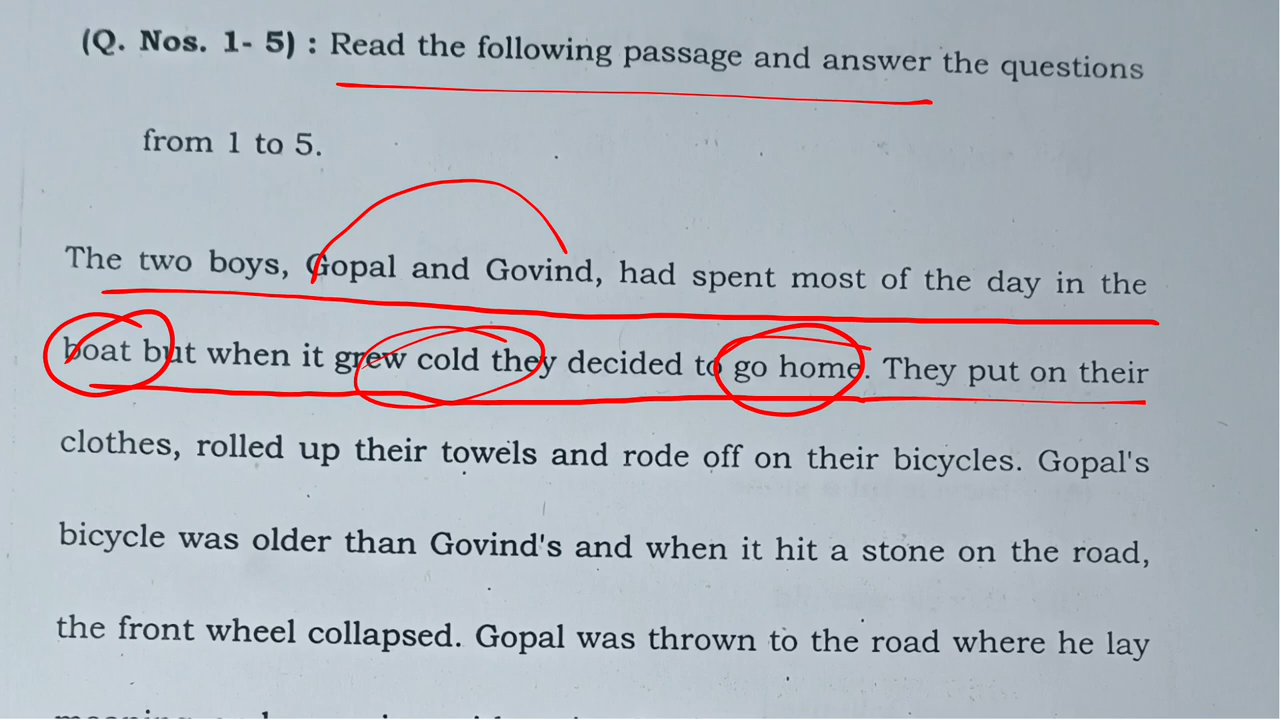 (Q. Nos. 1- 5) : Read the following passage and answer the questions
from 1 to 5.
The two boys, Gopal and Govind, had spent most of the day in the
boat but when it grew cold they decided to go home. They put on their
clothes, rolled up their towels and rode off on their bicycles. Gopal's
bicycle was older than Govind's and when it hit a stone on the road,
the front wheel collapsed. Gopal was thrown to the road where he lay